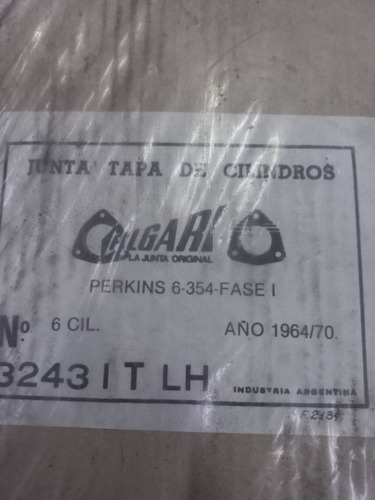 JUNTA TAPA DE CILINDROS
LA JUNTA ORIGINAL
PERKINS 6-354-FASE I
Nº 6 CIL. AÑO 1964/70.
3243 I T LH INDUSTRIA ARGENTINA